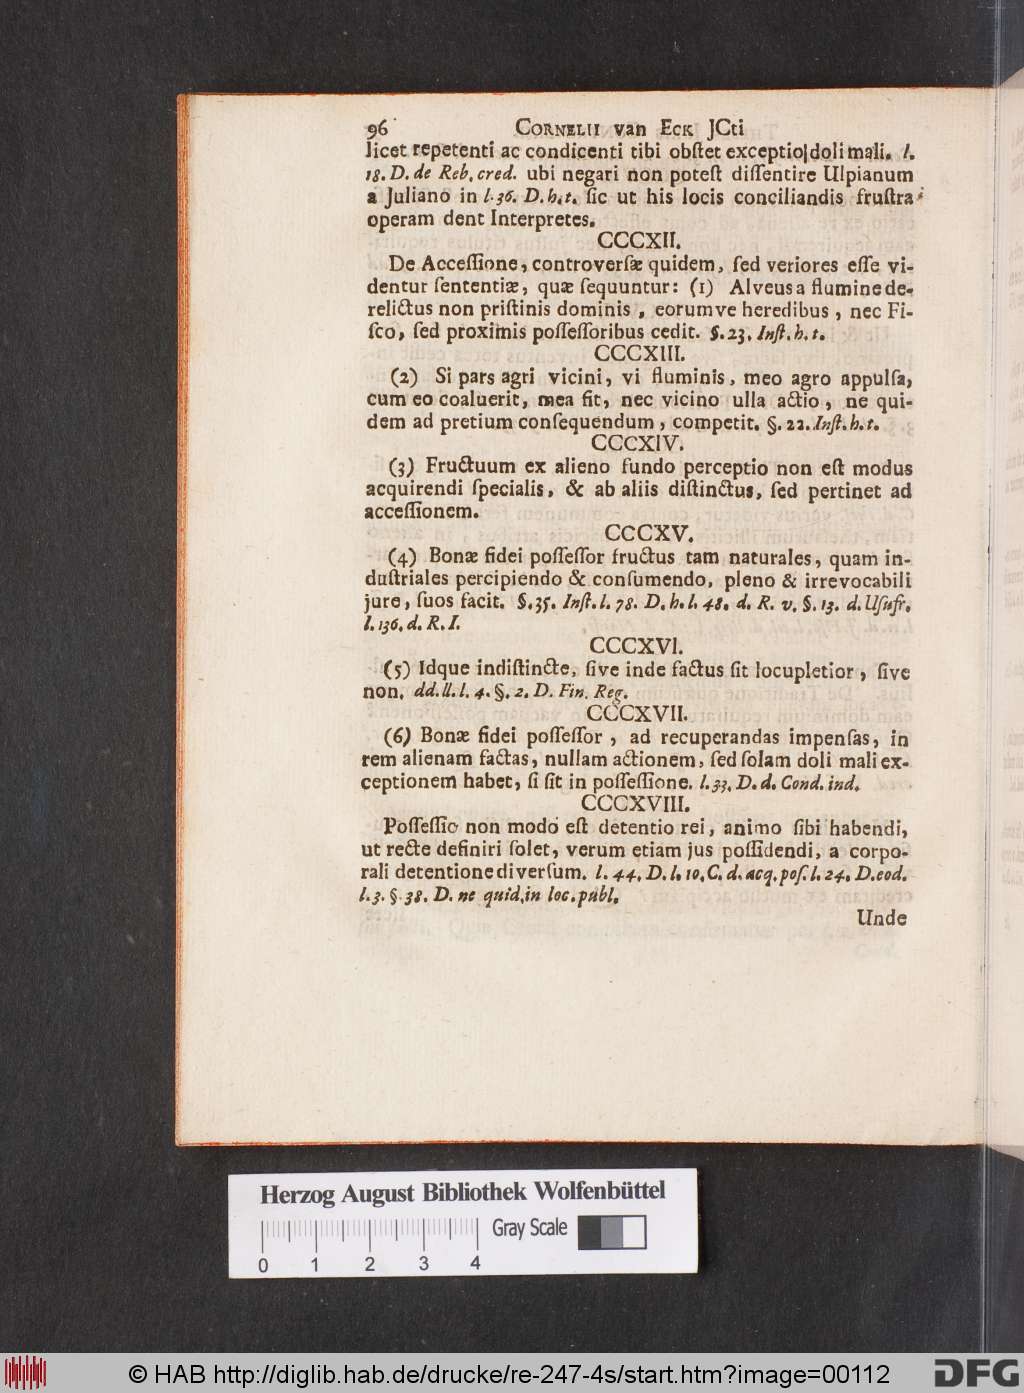 96 CORNELII van ECK JCti
licet repetenti ac condicenti tibi obſtet exceptio doli mali. l.
18. D. de Reb. cred. ubi negari non poteſt diſſentire Ulpianum
a Juliano in l. 36. D. h. t. ſic ut his locis conciliandis fruſtra
operam dent Interpretes.
CCCXII.
De Acceſſione, controverſæ quidem, ſed veriores eſſe vi-
dentur ſententiæ, quæ ſequuntur: (1) Alveus a flumine de-
relictus non priſtinis dominis, eorumve heredibus, nec Fi-
ſco, ſed proximis poſſeſſoribus cedit. §. 23. Inſt. h. t.
CCCXIII.
(2) Si pars agri vicini, vi fluminis, meo agro appulſa,
cum eo coaluerit, mea fit, nec vicino ulla actio, ne qui-
dem ad pretium conſequendum, competit. §. 22. Inſt. h. t.
CCCXIV.
(3) Fructuum ex alieno fundo perceptio non eſt modus
acquirendi ſpecialis, & ab aliis diſtinctus, ſed pertinet ad
acceſſionem.
CCCXV.
(4) Bonæ fidei poſſeſſor fructus tam naturales, quam in-
duſtriales percipiendo & conſumendo, pleno & irrevocabili
jure, ſuos facit. §. 35. Inſt. l. 78. D. h. l. 48. d. R. v. §. 13. d. Uſufr.
l. 136. d. R. I.
CCCXVI.
(5) Idque indiſtincte, ſive inde factus ſit locupletior, ſive
non. dd. ll. l. 4. §. 2. D. Fin. Reg.
CCCXVII.
(6) Bonæ fidei poſſeſſor, ad recuperandas impenſas, in
rem alienam factas, nullam actionem, ſed ſolam doli mali ex-
ceptionem habet, ſi ſit in poſſeſſione. l. 33. D. d. Cond. ind.
CCCXVIII.
Poſſeſſio non modo eſt detentio rei, animo ſibi habendi,
ut recte definiri ſolet, verum etiam jus poſſidendi, a corpo-
rali detentione diverſum. l. 44. D. l. 10. C. d. acq. poſ. l. 24. D. eod.
l. 3. §. 38. D. ne quid. in loc. publ.
Unde
Herzog August Bibliothek Wolfenbüttel
Gray Scale
0 1 2 3 4
© HAB http://diglib.hab.de/drucke/re-247-4s/start.htm?image=00112
DFG